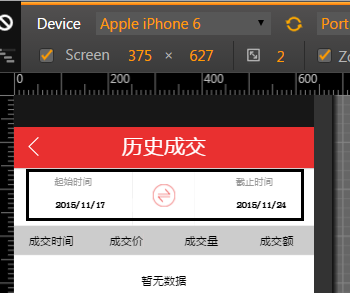 Device Apple iPhone 6 Port
Screen 375 × 627 2 Zo
0 200 400 600
历史成交
起始时间 截止时间
2015/11/17 2015/11/24
成交时间 成交价 成交量 成交额
暂无数据